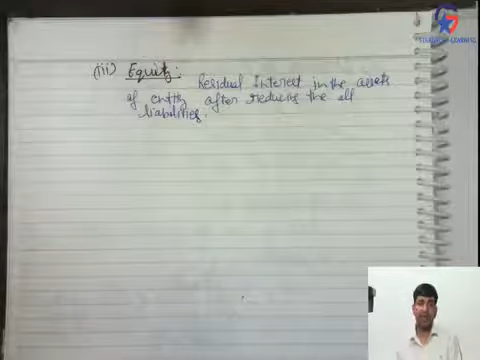 (iii) Equity: Residual Interest in the assets
of entity after reducing the all
liabilities.